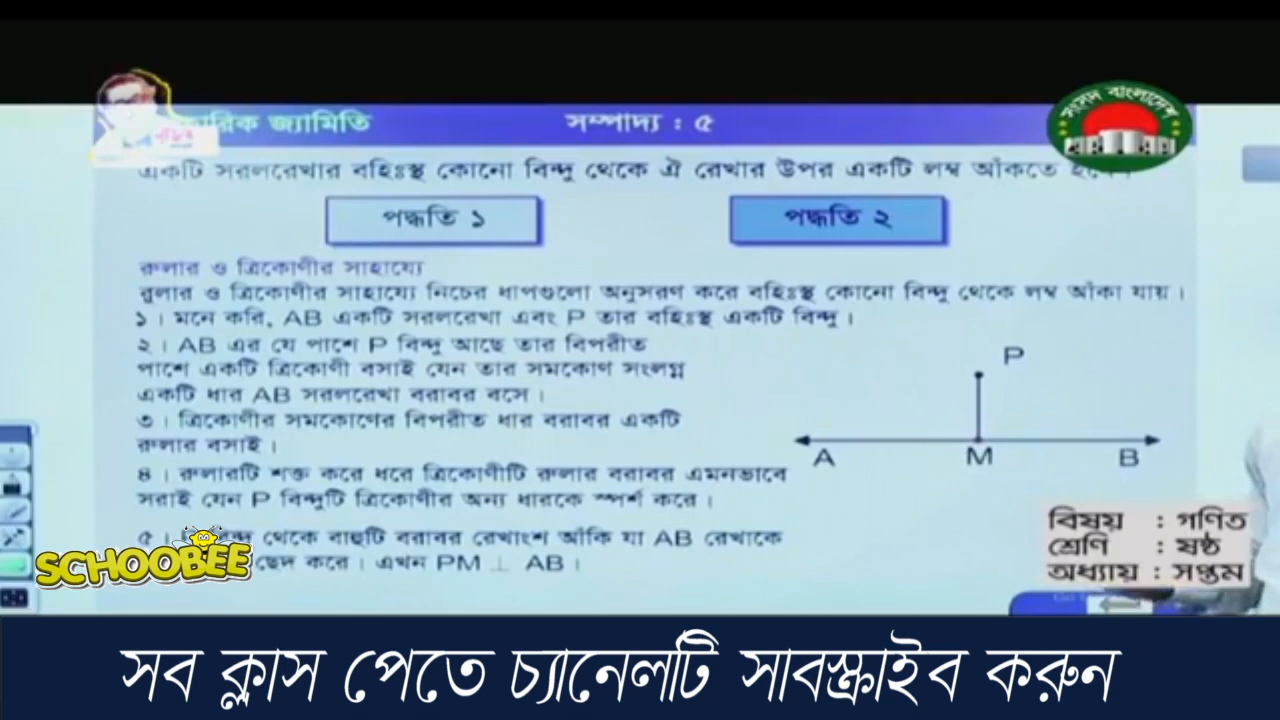 সংসদ বাংলাদেশ
রিক জ্যামিতি
সম্পাদ্য : ৫
একটি সরলরেখার বহিঃস্থ কোনো বিন্দু থেকে ঐ রেখার উপর একটি লম্ব আঁকতে
পদ্ধতি ১
পদ্ধতি ২
রুলার ও ত্রিকোণীর সাহায্যে
রুলার ও ত্রিকোণীর সাহায্যে নিচের ধাপগুলো অনুসরণ করে বহিঃস্থ কোনো বিন্দু থেকে লম্ব আঁকা যায়।
১। মনে করি, AB একটি সরলরেখা এবং P তার বহিঃস্থ একটি বিন্দু।
২। AB এর যে পাশে P বিন্দু আছে তার বিপরীত
পাশে একটি ত্রিকোণী বসাই যেন তার সমকোণ সংলগ্ন
একটি ধার AB সরলরেখা বরাবর বসে।
৩। ত্রিকোণীর সমকোণের বিপরীত ধার বরাবর একটি
রুলার বসাই।
৪। রুলারটি শক্ত করে ধরে ত্রিকোণীটি রুলার বরাবর এমনভাবে
সরাই যেন P বিন্দুটি ত্রিকোণীর অন্য ধারকে স্পর্শ করে।
৫। থেকে বাহুটি বরাবর রেখাংশ আঁকি যা AB রেখাকে
ছেদ করে। এখন PM ⊥ AB।
P
A M B
বিষয় : গণিত
শ্রেণি : ষষ্ঠ
অধ্যায় : সপ্তম
SCHOOBEE
সব ক্লাস পেতে চ্যানেলটি সাবস্ক্রাইব করুন